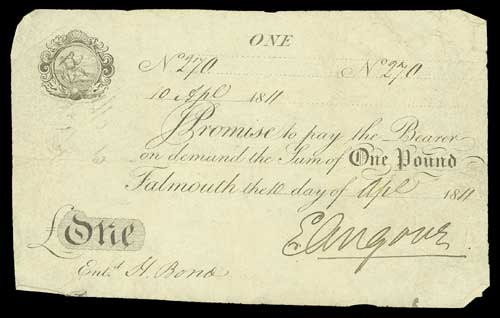 ONE
No 270 No 270
10 Apl 1811
I Promise to pay the Bearer
on demand the Sum of One Pound
Falmouth the 10 day of Apl 1811
£One
E Angove
Entd H. Bond